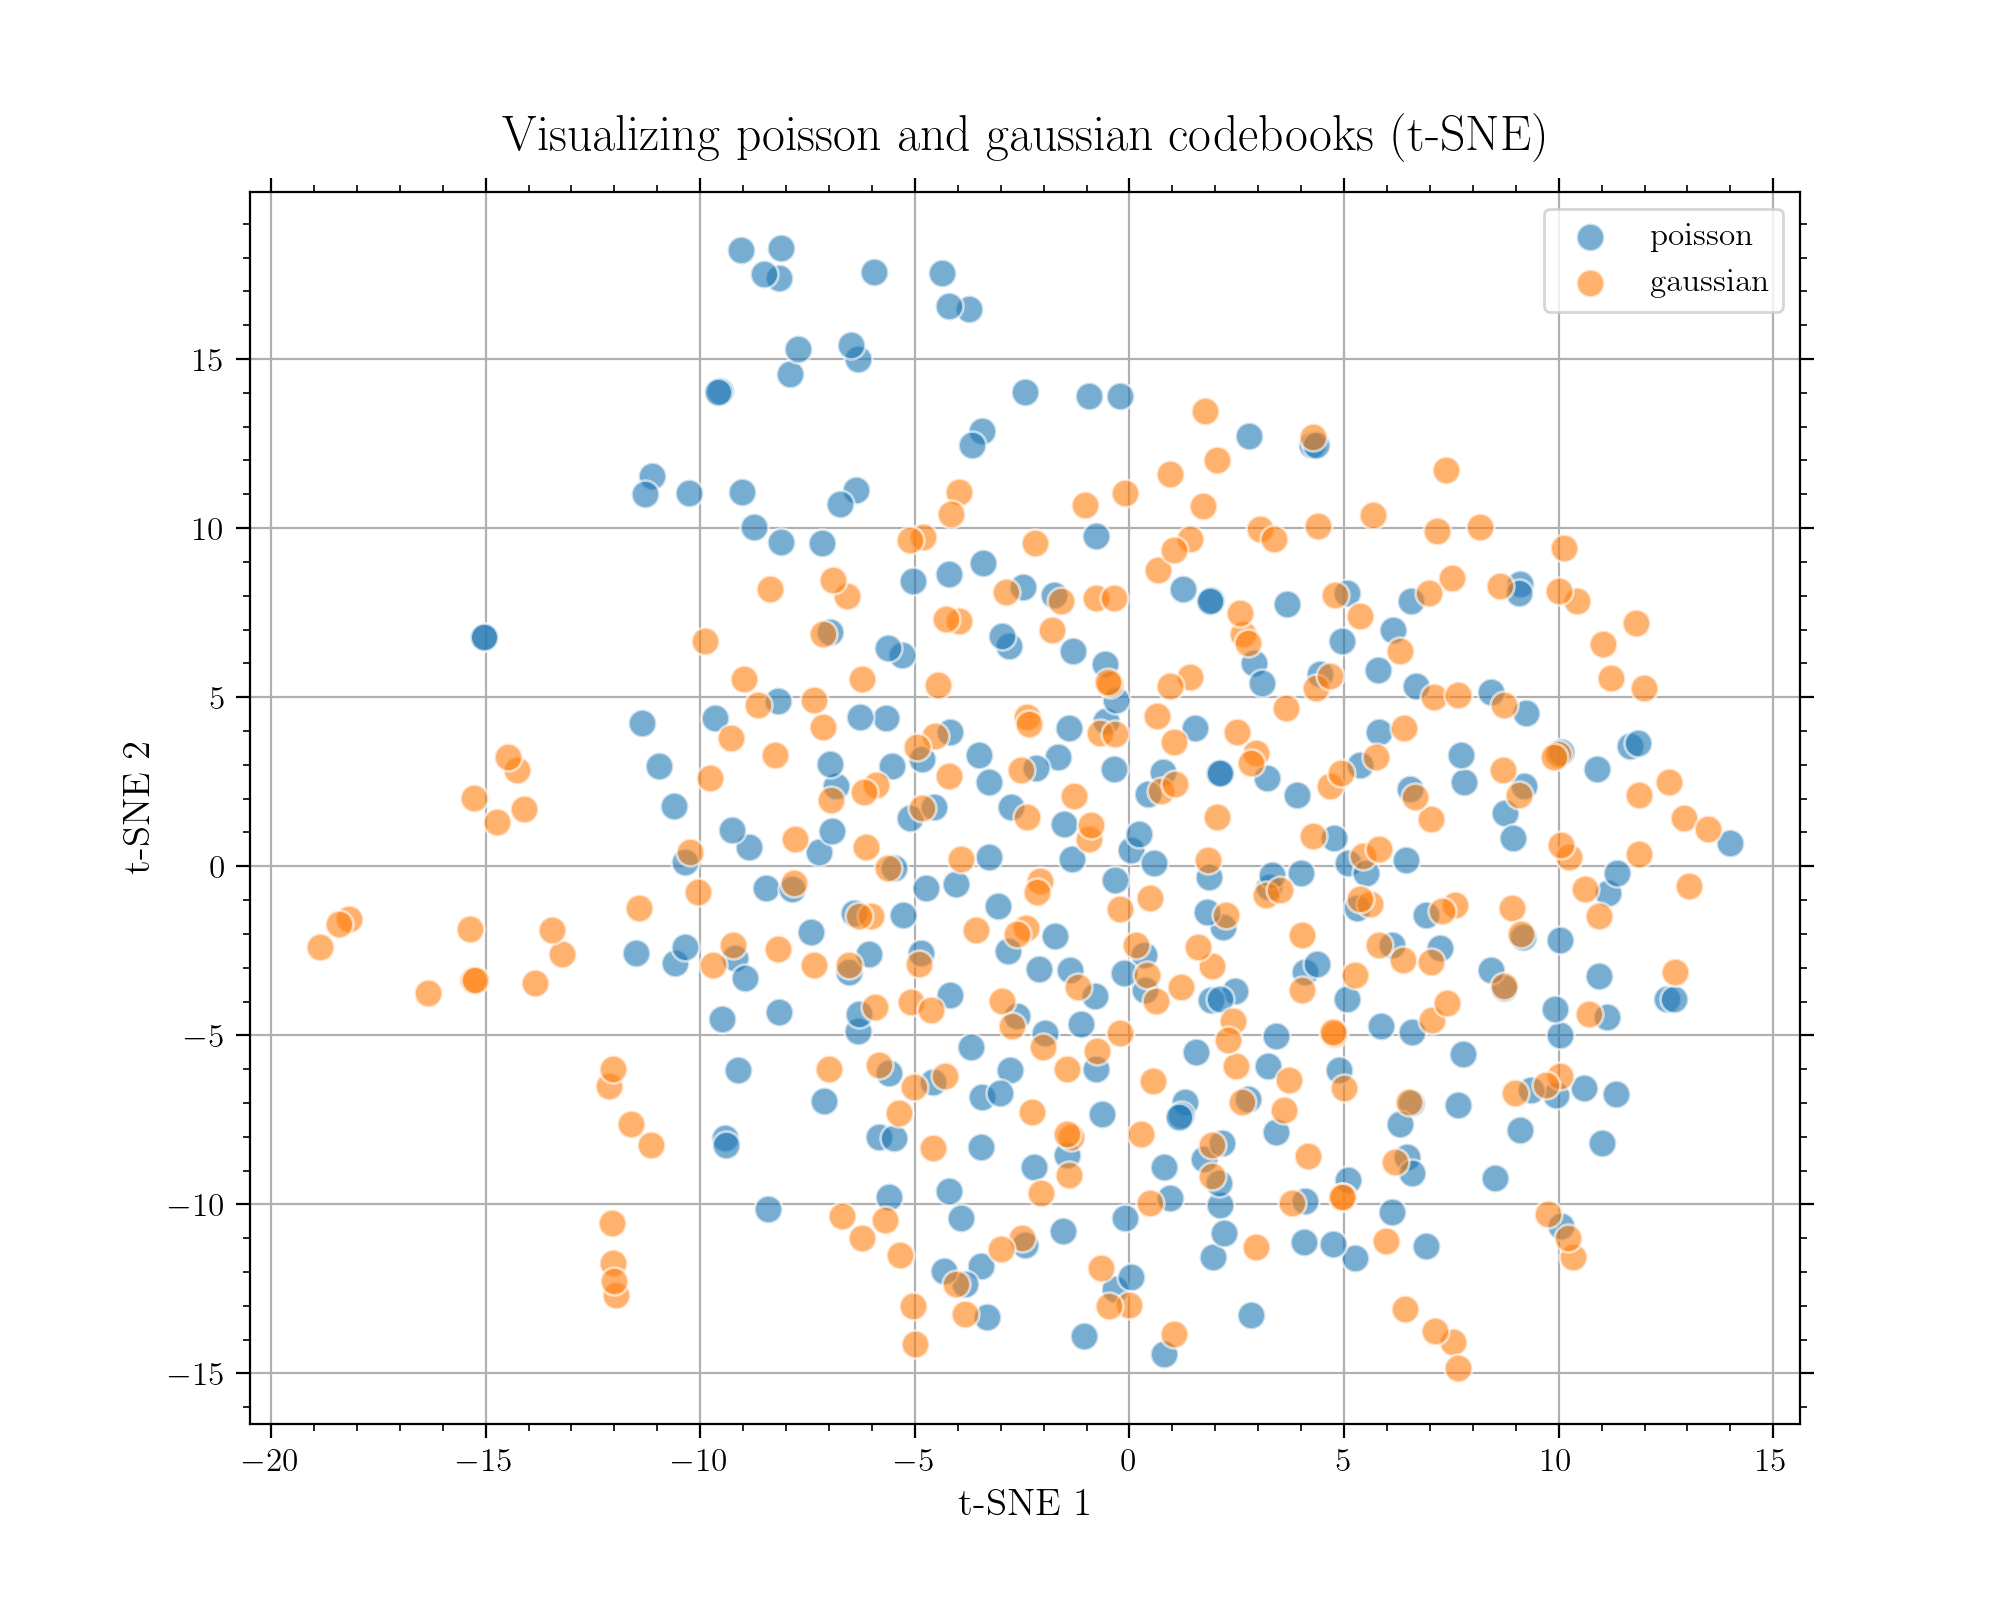 Visualizing poisson and gaussian codebooks (t-SNE)
poisson
gaussian
15
10
5
0
−5
−10
−15
t-SNE 2
−20 −15 −10 −5 0 5 10 15
t-SNE 1